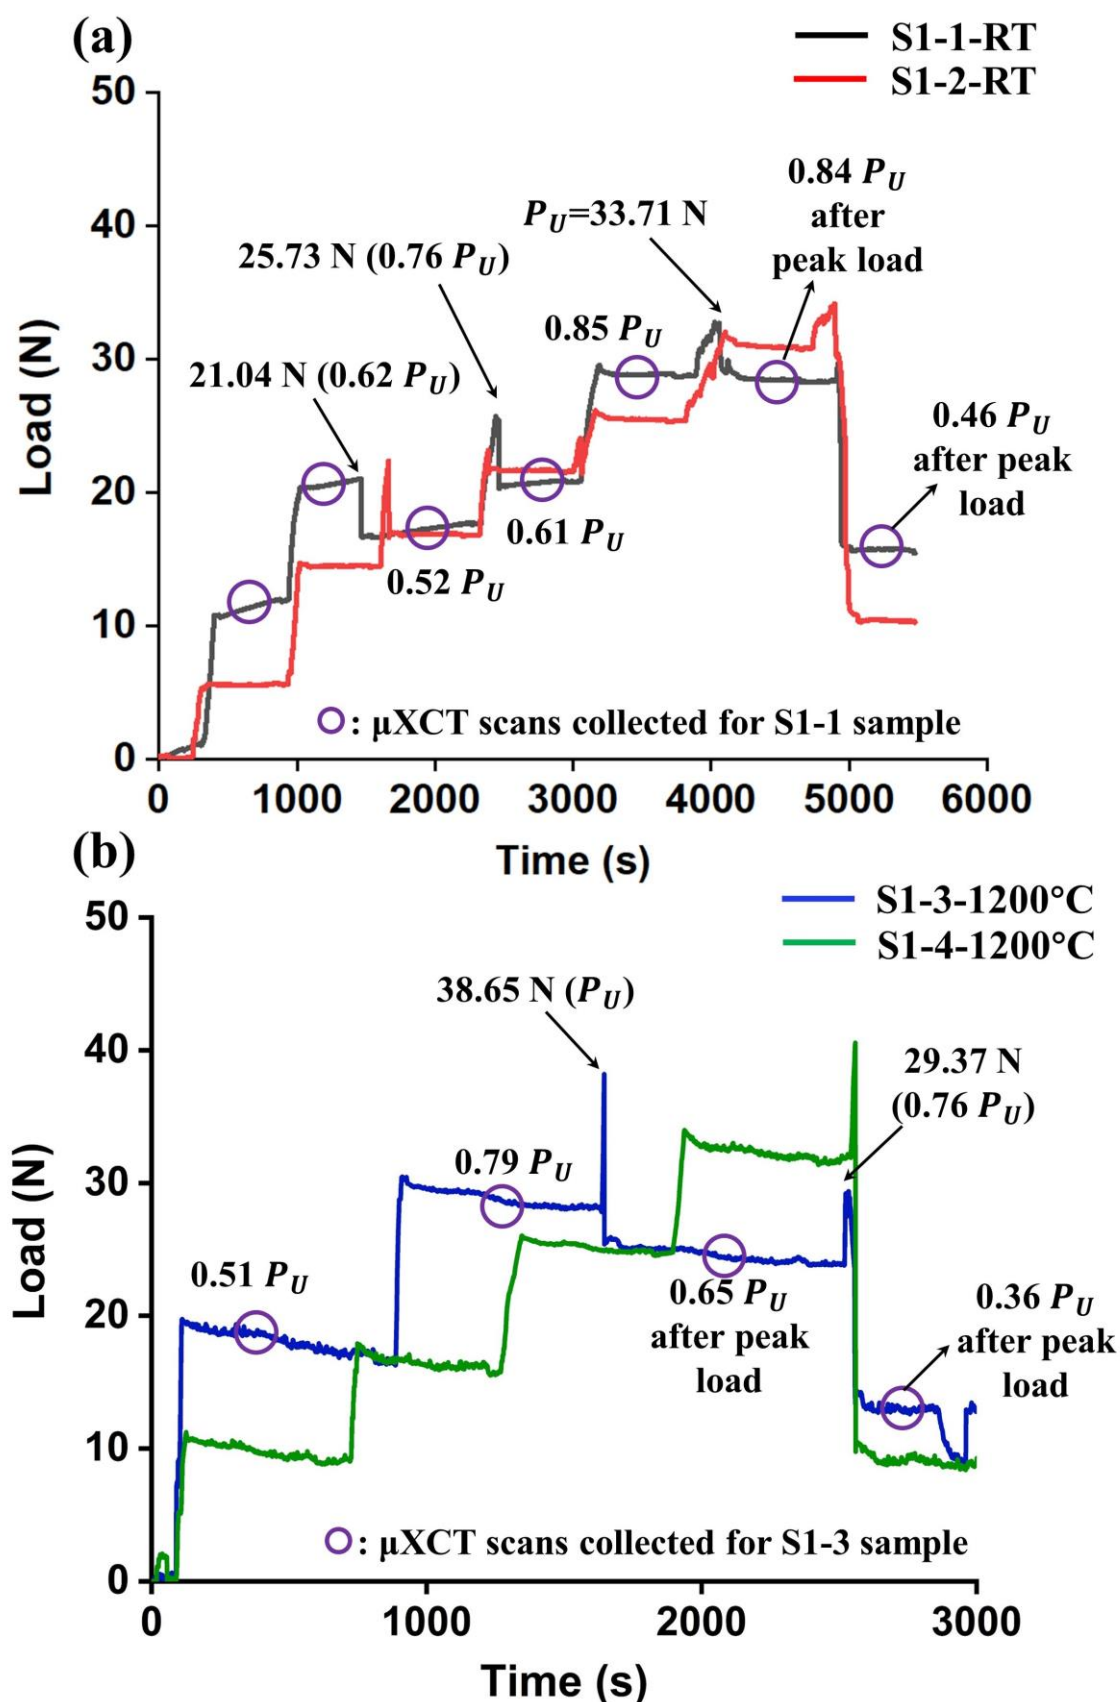 (a)
S1-1-RT
S1-2-RT
50
40
30
20
10
0
Load (N)
21.04 N (0.62 P_U)
25.73 N (0.76 P_U)
P_U=33.71 N
0.84 P_U
after
peak load
0.85 P_U
0.46 P_U
after peak
load
0.61 P_U
0.52 P_U
: μXCT scans collected for S1-1 sample
0 1000 2000 3000 4000 5000 6000
Time (s)
(b)
S1-3-1200°C
S1-4-1200°C
50
40
30
20
10
0
Load (N)
38.65 N (P_U)
29.37 N
(0.76 P_U)
0.79 P_U
0.51 P_U
0.65 P_U
after peak
load
0.36 P_U
after peak
load
: μXCT scans collected for S1-3 sample
0 1000 2000 3000
Time (s)